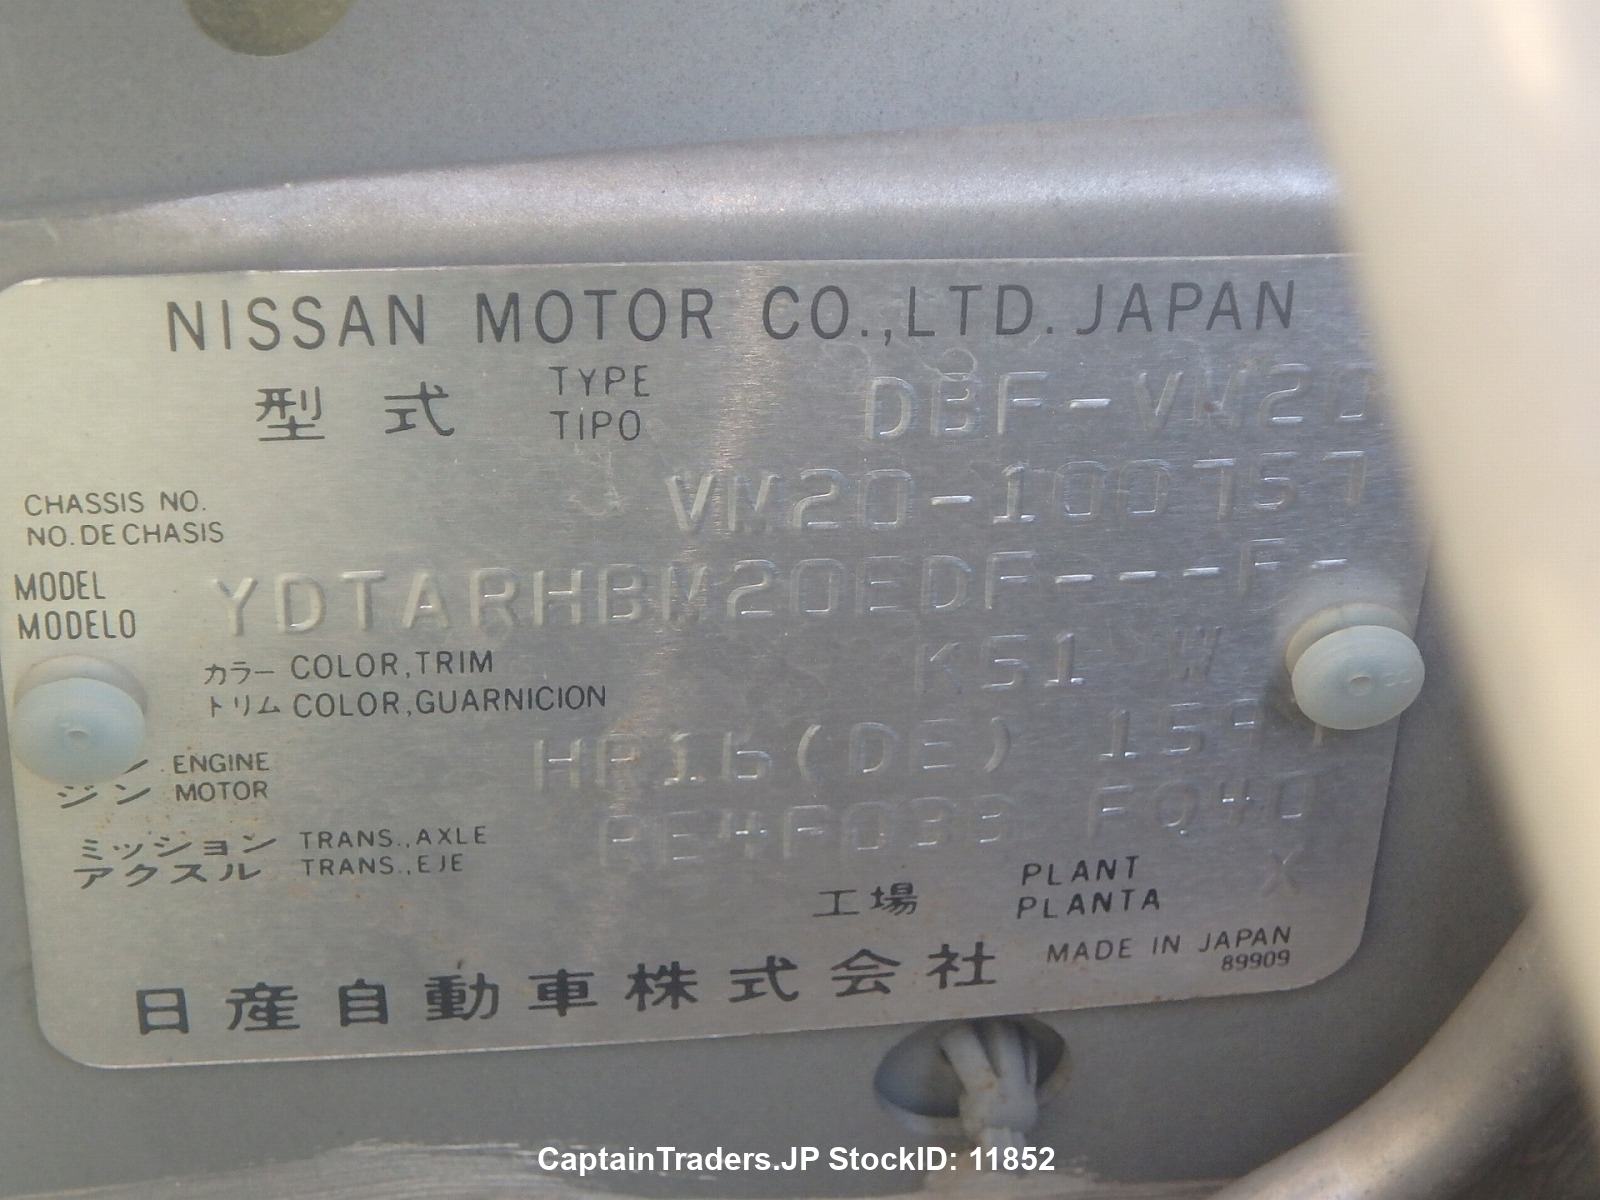 NISSAN MOTOR CO.,LTD. JAPAN
型式 TYPE TIPO DBF-VM20
CHASSIS NO.
NO. DE CHASIS
VM20-100757
MODEL
MODELO
YDTARHBM20EDF---F-
カラー COLOR,TRIM
トリム COLOR,GUARNICION
K51 W
ENGINE
ジン MOTOR
HR16(DE) 1597
ミッション TRANS.,AXLE
アクスル TRANS.,EJE
RE4F03B FQ40
工場 PLANT PLANTA X
日産自動車株式会社 MADE IN JAPAN
89909
CaptainTraders.JP StockID: 11852